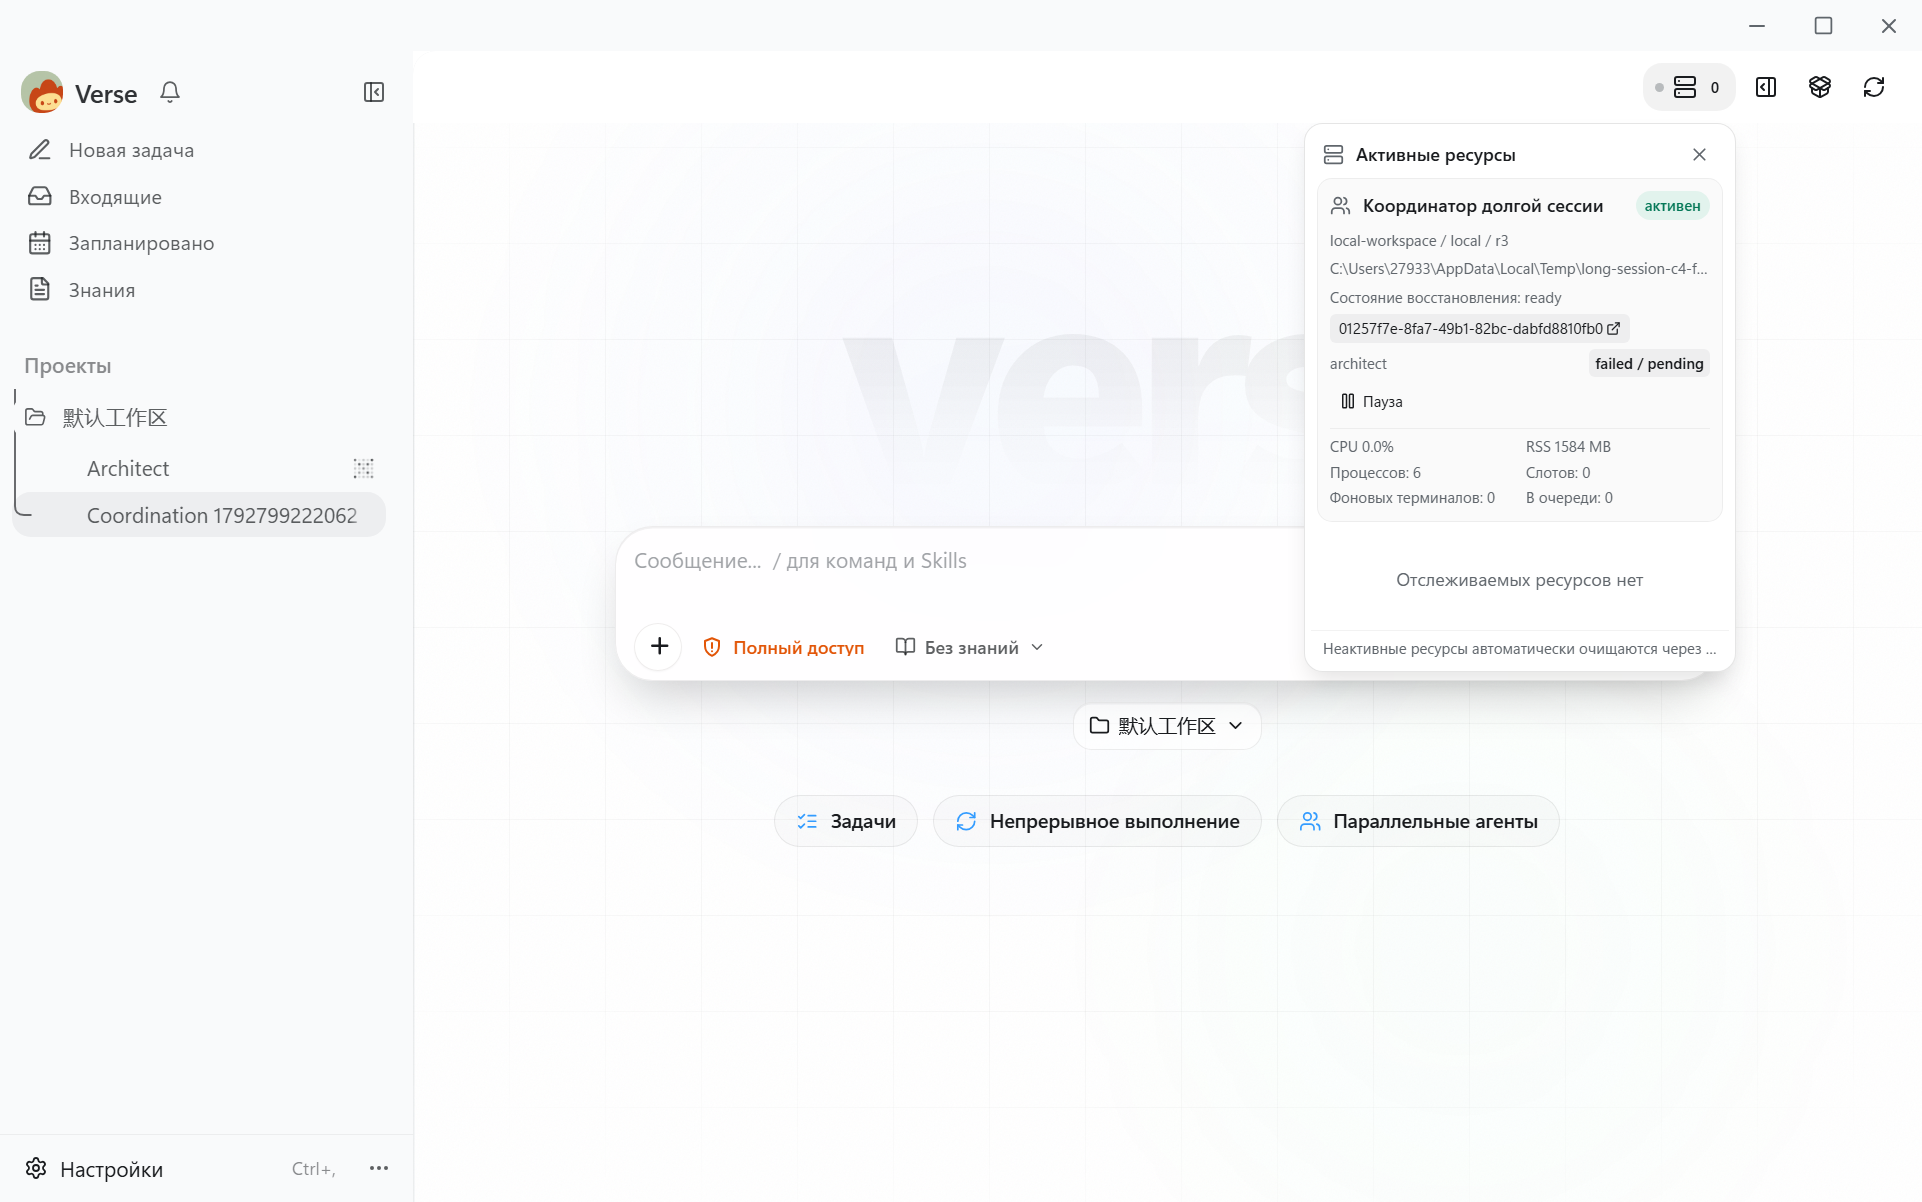 Verse
Новая задача
Входящие
Запланировано
Знания
Проекты
默认工作区
Architect
Coordination 1792799222062
Настройки
Ctrl+,
0
Активные ресурсы
Координатор долгой сессии
активен
local-workspace / local / r3
C:\Users\27933\AppData\Local\Temp\long-session-c4-f...
Состояние восстановления: ready
01257f7e-8fa7-49b1-82bc-dabfd8810fb0
architect
failed / pending
Пауза
CPU 0.0%
RSS 1584 MB
Процессов: 6
Слотов: 0
Фоновых терминалов: 0
В очереди: 0
Отслеживаемых ресурсов нет
Неактивные ресурсы автоматически очищаются через ...
vers
Сообщение... / для команд и Skills
Полный доступ
Без знаний
默认工作区
Задачи
Непрерывное выполнение
Параллельные агенты